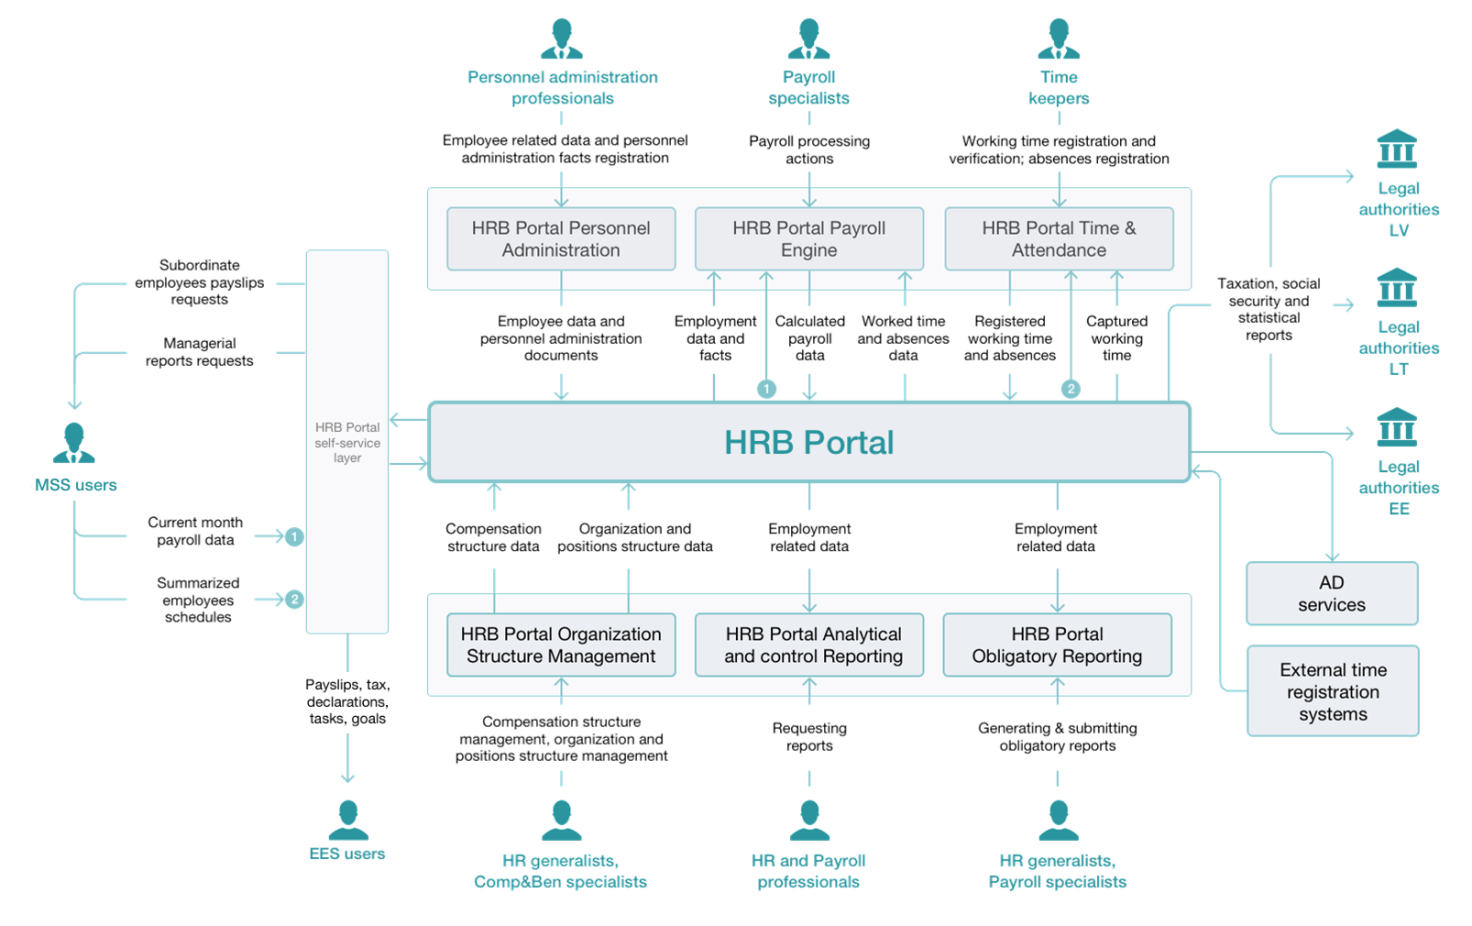 Personnel administration
professionals
Payroll
specialists
Time
keepers
Employee related data and personnel
administration facts registration
Payroll processing
actions
Working time registration and
verification; absences registration
Legal
authorities
LV
HRB Portal Personnel
Administration
HRB Portal Payroll
Engine
HRB Portal Time &
Attendance
Subordinate
employees payslips
requests
Managerial
reports requests
Employee data and
personnel administration
documents
Employment
data and
facts
Calculated
payroll
data
Worked time
and absences
data
Registered
working time
and absences
Captured
working
time
Taxation, social
security and
statistical
reports
Legal
authorities
LT
1
2
HRB Portal
self-service
layer
HRB Portal
MSS users
Legal
authorities
EE
Current month
payroll data
1
Summarized
employees
schedules
2
Compensation
structure data
Organization and
positions structure data
Employment
related data
Employment
related data
AD
services
HRB Portal Organization
Structure Management
HRB Portal Analytical
and control Reporting
HRB Portal
Obligatory Reporting
External time
registration
systems
Payslips, tax,
declarations,
tasks, goals
Compensation structure
management, organization and
positions structure management
Requesting
reports
Generating & submitting
obligatory reports
EES users
HR generalists,
Comp&Ben specialists
HR and Payroll
professionals
HR generalists,
Payroll specialists